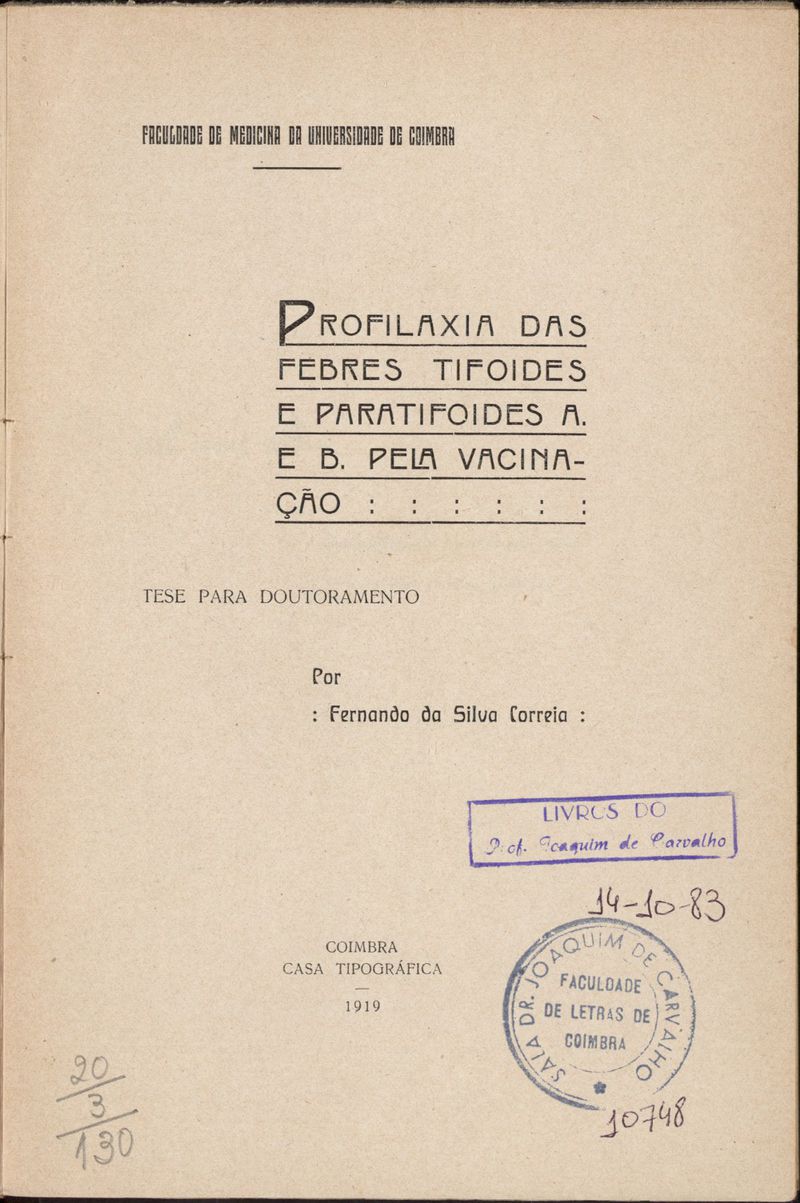 FACULDADE DE MEDICINA DA UNIVERSIDADE DE COIMBRA
PROFILAXIA DAS
FEBRES TIFOIDES
E PARATIFOIDES A.
E B. PELA VACINA-
ÇÃO : : : : : :
TESE PARA DOUTORAMENTO
Por
: Fernando da Silva Correia :
LIVROS DO
Prof. Joaquim de Carvalho
14-10-83
COIMBRA
CASA TIPOGRÁFICA
1919
SALA DR. JOAQUIM DE CARVALHO
FACULDADE
DE LETRAS DE
COIMBRA
10748
20
3
130